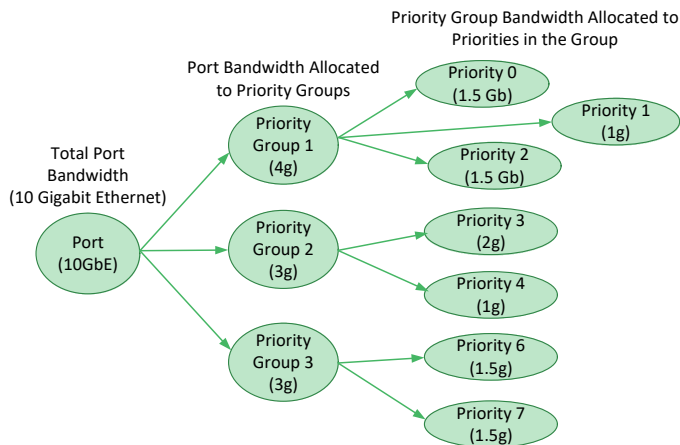 Priority Group Bandwidth Allocated to
Priorities in the Group
Port Bandwidth Allocated
to Priority Groups
Total Port
Bandwidth
(10 Gigabit Ethernet)
Port
(10GbE)
Priority
Group 1
(4g)
Priority
Group 2
(3g)
Priority
Group 3
(3g)
Priority 0
(1.5 Gb)
Priority 1
(1g)
Priority 2
(1.5 Gb)
Priority 3
(2g)
Priority 4
(1g)
Priority 6
(1.5g)
Priority 7
(1.5g)